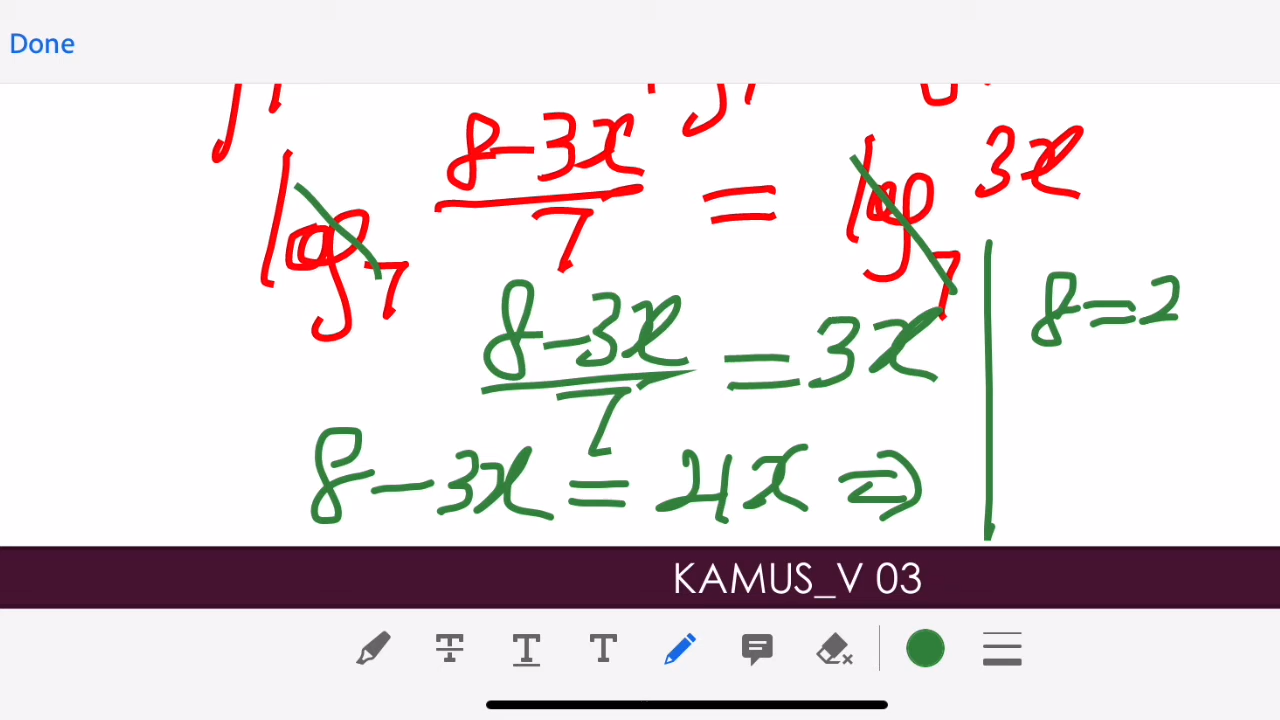 Done
log₇ (8-3x)/7 = log₇ 3x
(8-3x)/7 = 3x
8=2
8-3x = 21x ⇒
KAMUS_V 03
T T T